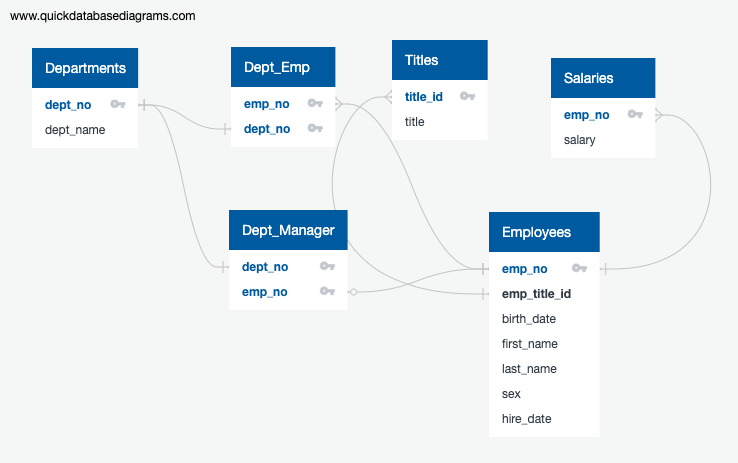 www.quickdatabasediagrams.com
Departments
dept_no
dept_name
Dept_Emp
emp_no
dept_no
Titles
title_id
title
Salaries
emp_no
salary
Dept_Manager
dept_no
emp_no
Employees
emp_no
emp_title_id
birth_date
first_name
last_name
sex
hire_date